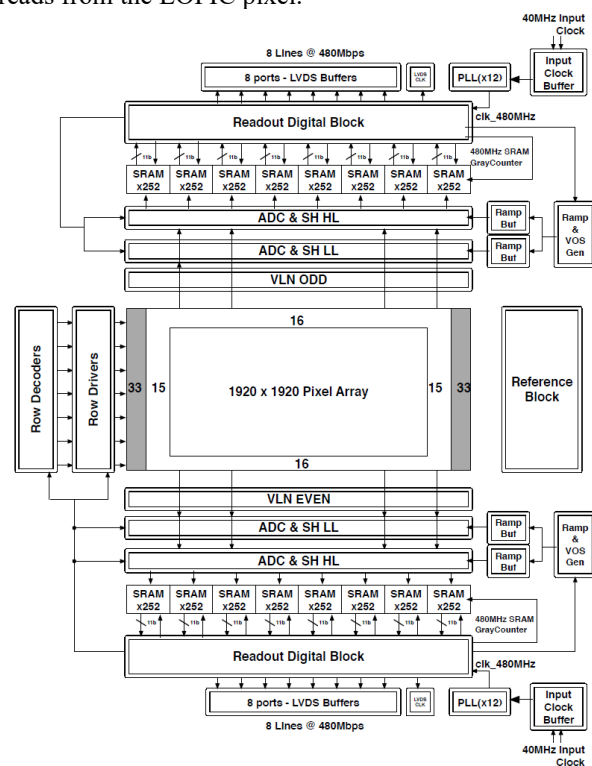 reads from the LOFIC pixel.
40MHz Input
Clock
8 Lines @ 480Mbps
8 ports - LVDS Buffers
LVDS
CLK
PLL(x12)
Input
Clock
Buffer
clk_480MHz
Readout Digital Block
480MHz SRAM
GrayCounter
11b 11b 11b 11b 11b 11b 11b 11b
SRAM SRAM SRAM SRAM SRAM SRAM SRAM SRAM
x252 x252 x252 x252 x252 x252 x252 x252
ADC & SH HL
Ramp
Buf
Ramp
&
VOS
Gen
ADC & SH LL
Ramp
Buf
VLN ODD
Row Decoders
Row Drivers
16
33 15 1920 x 1920 Pixel Array 15 33
16
Reference
Block
VLN EVEN
ADC & SH LL
Ramp
Buf
Ramp
&
VOS
Gen
ADC & SH HL
Ramp
Buf
SRAM SRAM SRAM SRAM SRAM SRAM SRAM SRAM
x252 x252 x252 x252 x252 x252 x252 x252
11b 11b 11b 11b 11b 11b 11b 11b
480MHz SRAM
GrayCounter
Readout Digital Block
clk_480MHz
8 ports - LVDS Buffers
LVDS
CLK
PLL(x12)
Input
Clock
Buffer
8 Lines @ 480Mbps
40MHz Input
Clock